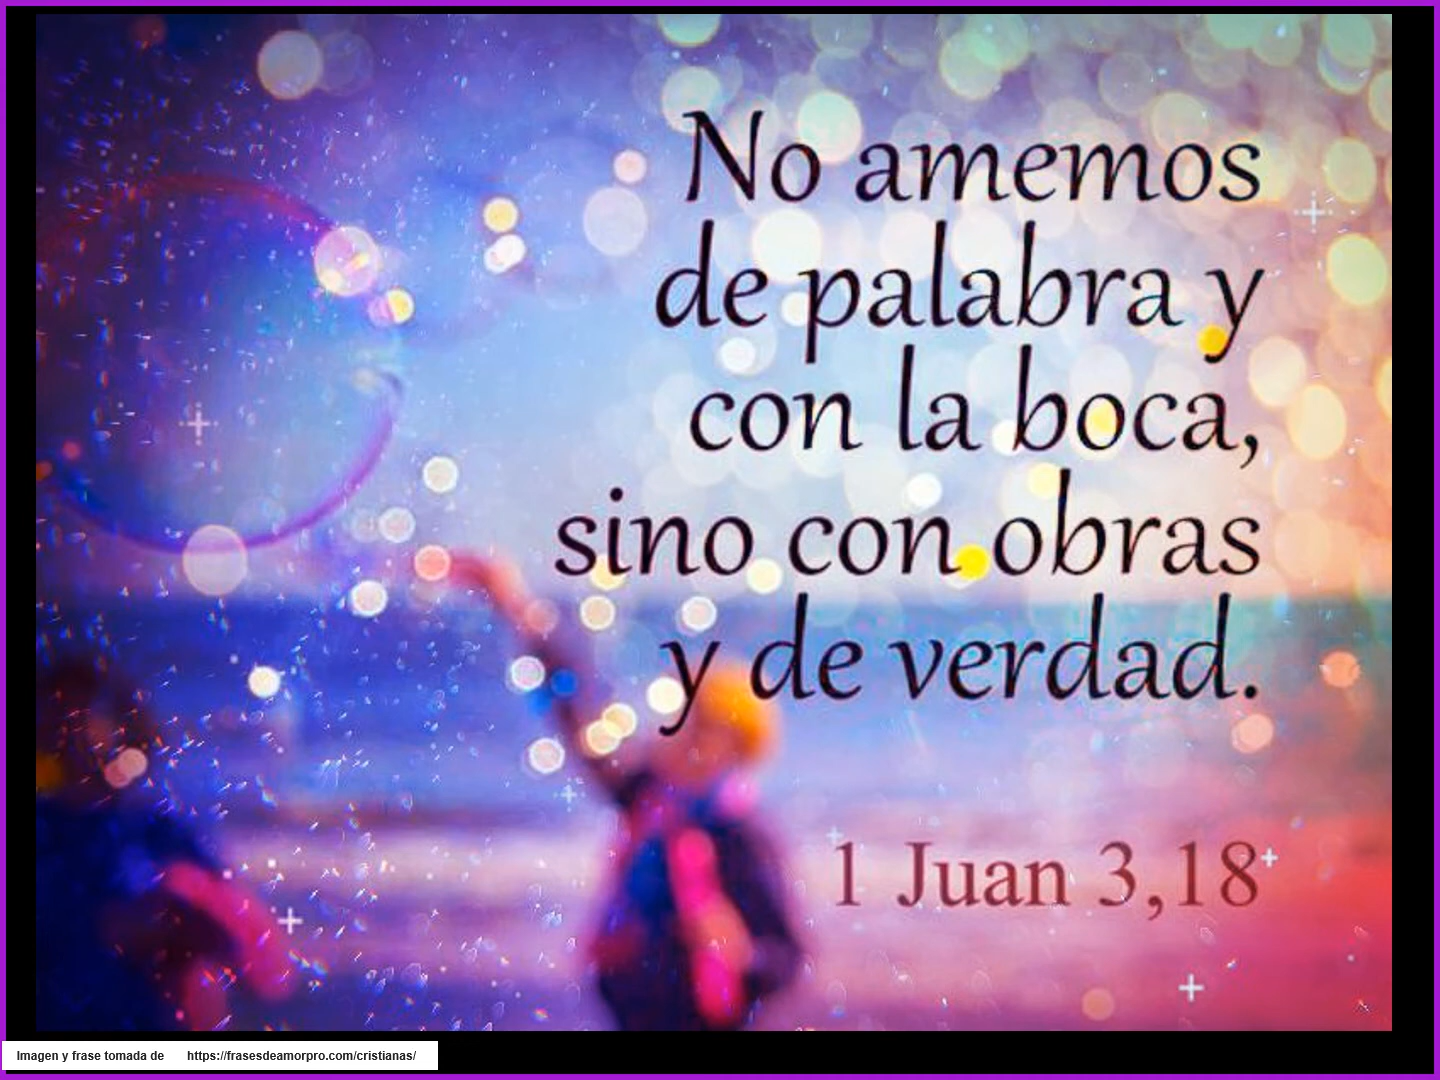 No amemos
de palabra y
con la boca,
sino con obras
y de verdad.
1 Juan 3,18
Imagen y frase tomada de https://frasesdeamorpro.com/cristianas/